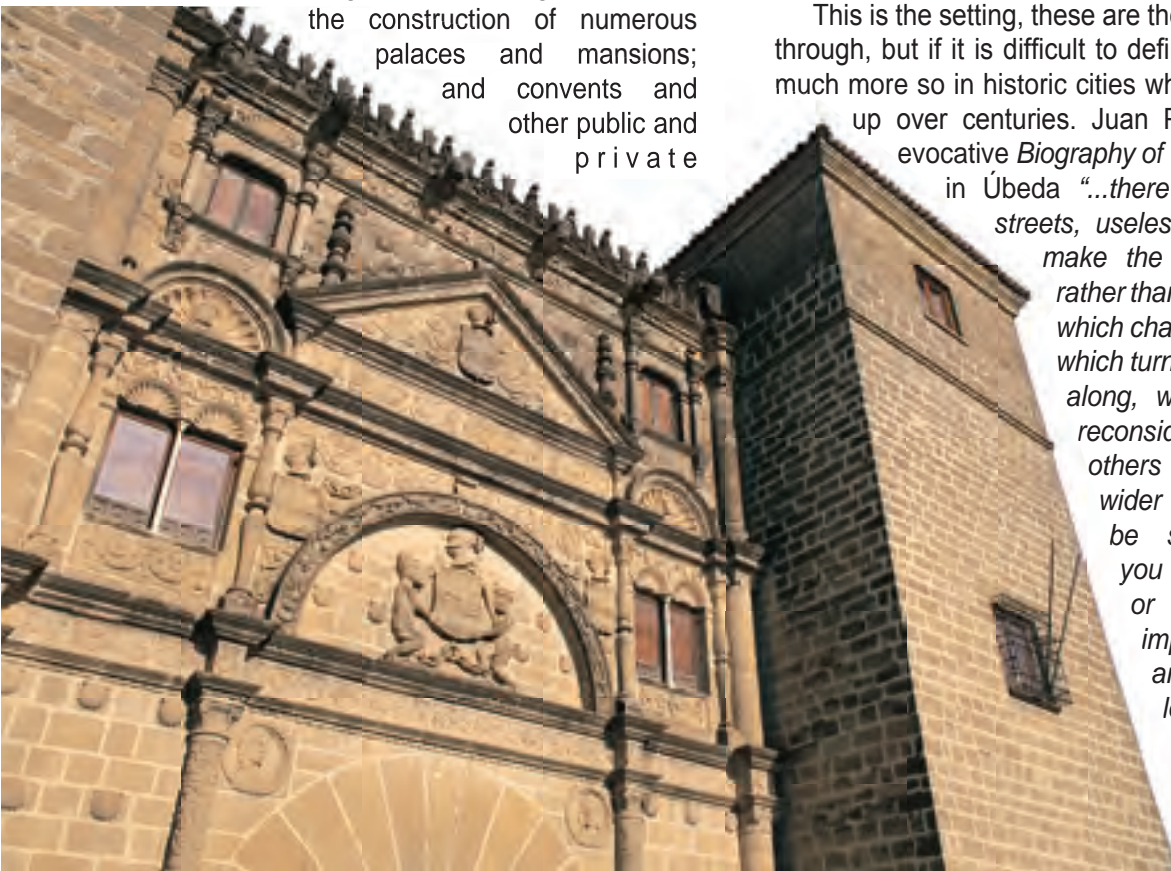 the construction of numerous
palaces and mansions;
and convents and
other public and
private
This is the setting, these are the
through, but if it is difficult to defi
much more so in historic cities wh
up over centuries. Juan
evocative Biography of
in Úbeda “...there
streets, useles
make the
rather than
which cha
which turn
along, w
reconsid
others
wider
be s
you
or
imp
an